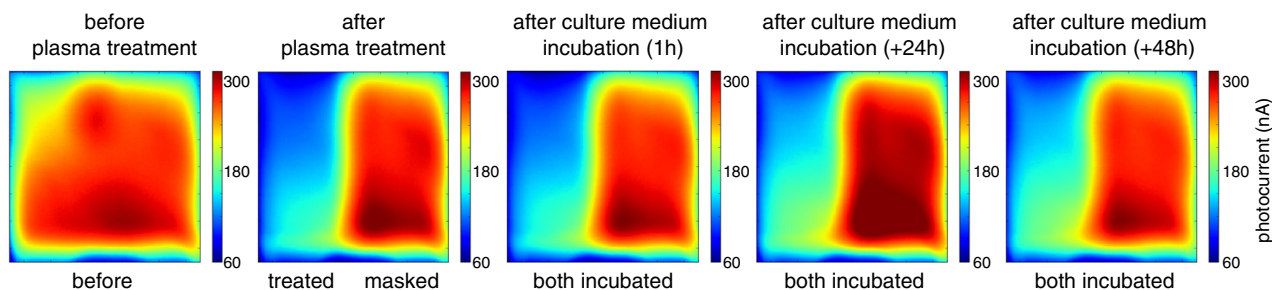 before
plasma treatment
after
plasma treatment
after culture medium
incubation (1h)
after culture medium
incubation (+24h)
after culture medium
incubation (+48h)
300
180
60
300
180
60
300
180
60
300
180
60
300
180
60
photocurrent (nA)
before
treated masked
both incubated
both incubated
both incubated